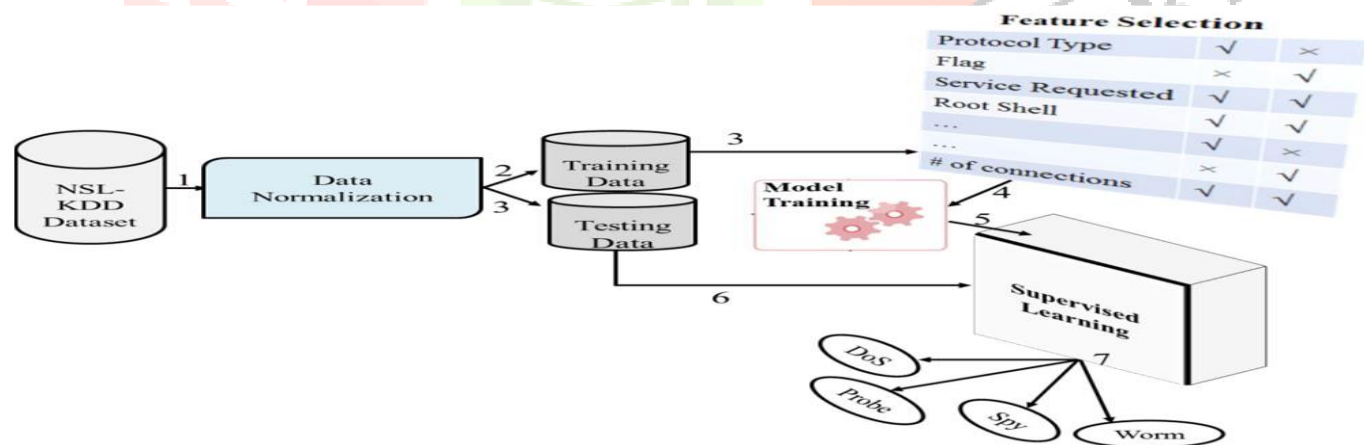 Feature Selection
Protocol Type √ ×
Flag × √
Service Requested √ √
Root Shell √ √
... √ ×
... × √
# of connections √ √
NSL-
KDD
Dataset
1
Data
Normalization
2
3
Training
Data
Testing
Data
3
4
Model
Training
5
6
Supervised
Learning
7
DoS
Probe
Spy
Worm